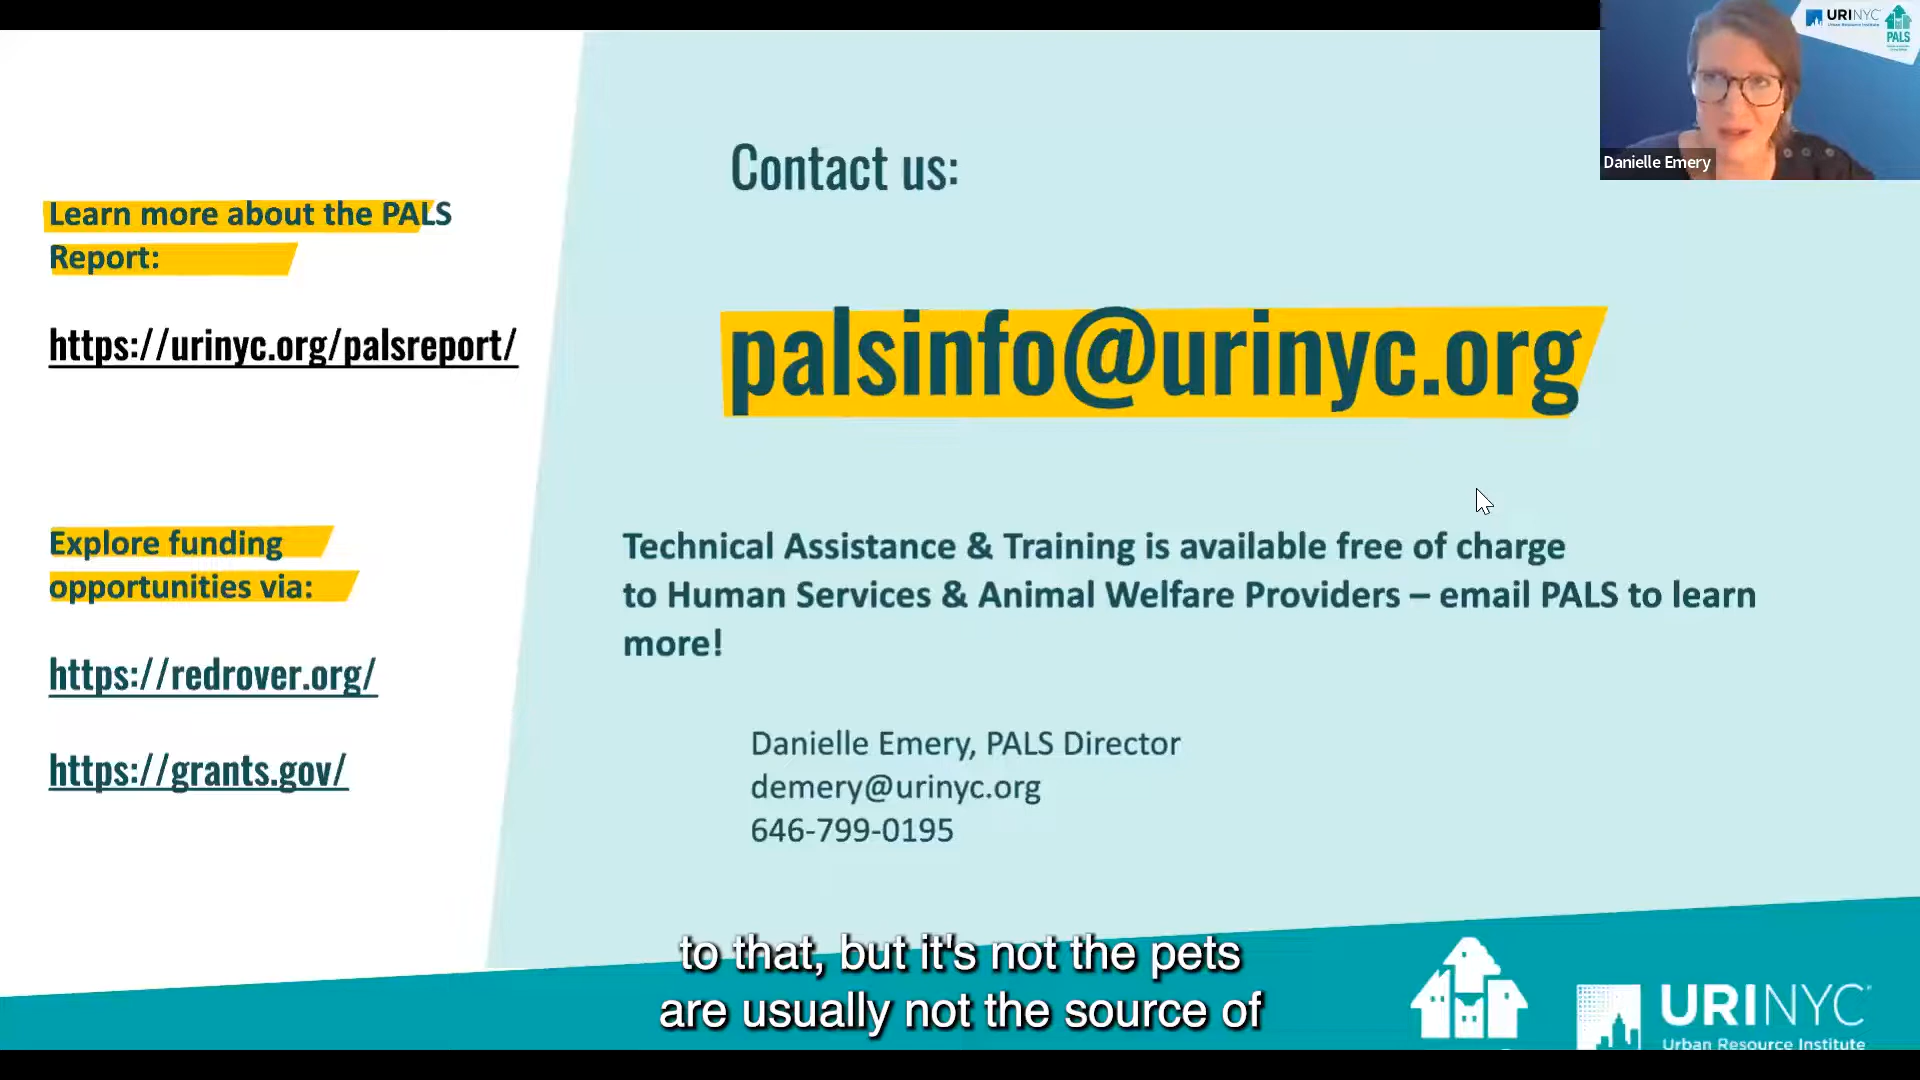 URINYC
PALS
Danielle Emery
Contact us:
Learn more about the PALS
Report:
https://urinyc.org/palsreport/
palsinfo@urinyc.org
Explore funding
opportunities via:
https://redrover.org/
https://grants.gov/
Technical Assistance & Training is available free of charge
to Human Services & Animal Welfare Providers – email PALS to learn
more!
Danielle Emery, PALS Director
demery@urinyc.org
646-799-0195
to that, but it's not the pets
are usually not the source of
URINYC
Urban Resource Institute